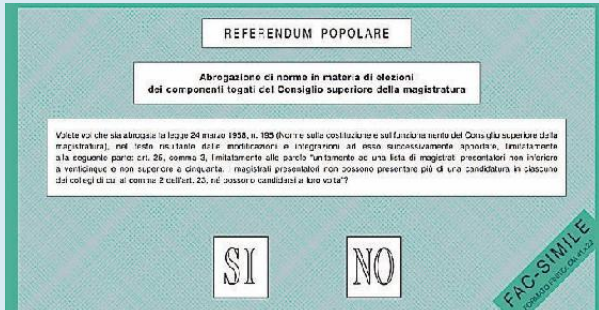 REFERENDUM POPOLARE
Abrogazione di norme in materia di elezioni
dei componenti togati del Consiglio superiore della magistratura
Volete voi che sia abrogata la legge 24 marzo 1958, n. 195 (Norme sulla costituzione e sul funzionamento del Consiglio superiore della
magistratura), nel testo risultante dalle modificazioni e integrazioni ad esso successivamente apportate, limitatamente
alla seguente parte: art. 25, comma 3, limitatamente alle parole "unitamente ad una lista di magistrati presentatori non inferiore
a venticinque e non superiore a cinquanta. I magistrati presentatori non possono presentare più di una candidatura in ciascuno
dei collegi di cui al comma 2 dell'art. 23, né possono candidarsi a loro volta"?
SI NO
FAC-SIMILE
FORMATO FINITO CM.